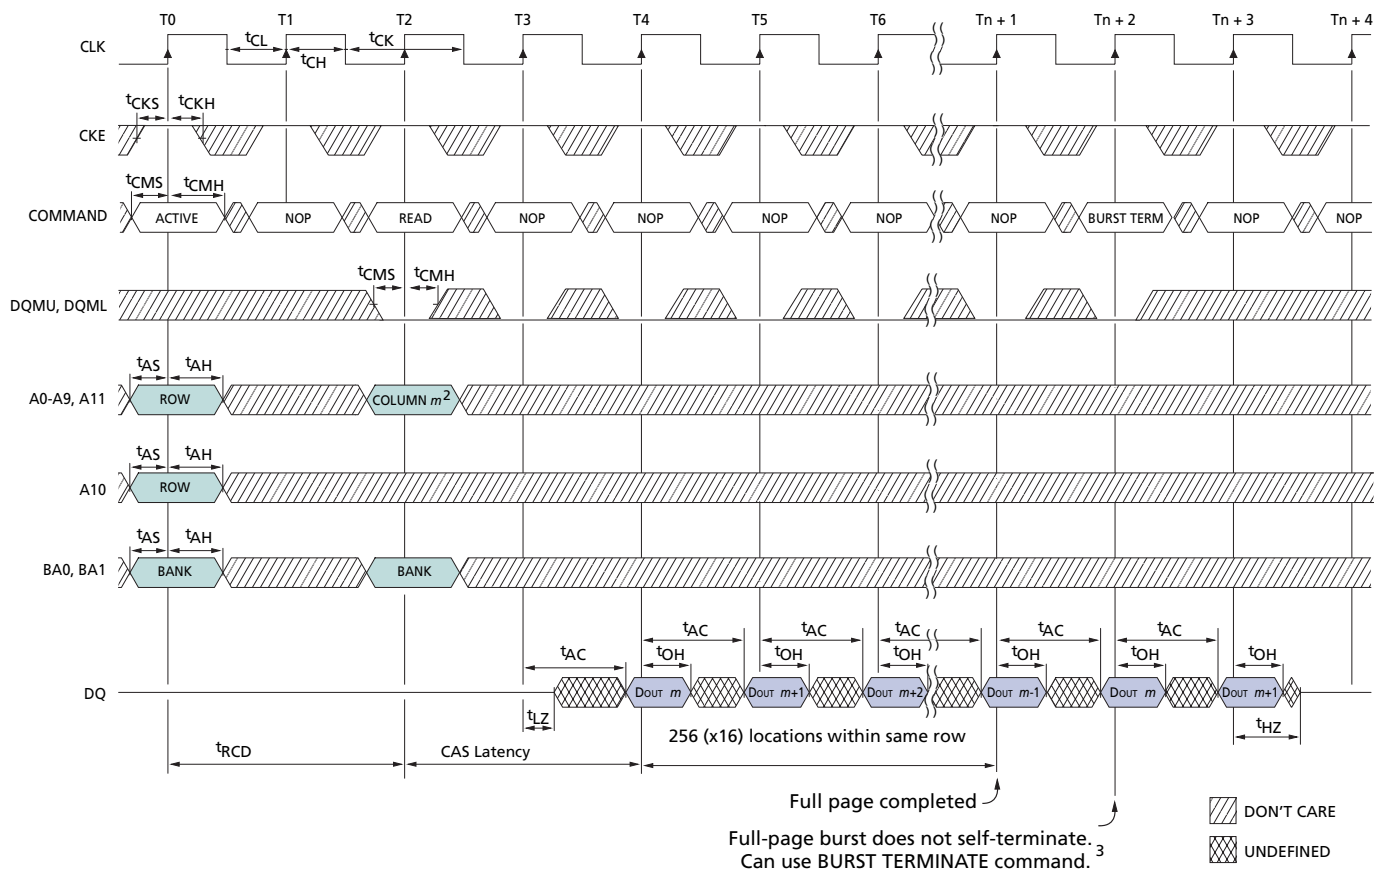 T0 T1 T2 T3 T4 T5 T6 Tn + 1 Tn + 2 Tn + 3 Tn + 4
CLK
tCL tCK
tCH
tCKS tCKH
CKE
tCMS tCMH
COMMAND ACTIVE NOP READ NOP NOP NOP NOP NOP BURST TERM NOP NOP
tCMS tCMH
DQMU, DQML
tAS tAH
A0-A9, A11 ROW COLUMN m2
tAS tAH
A10 ROW
tAS tAH
BA0, BA1 BANK BANK
tAC tAC tAC tAC tAC
tAC tOH tOH tOH tOH tOH tOH
DQ DOUT m DOUT m+1 DOUT m+2 DOUT m-1 DOUT m DOUT m+1
tLZ tHZ
256 (x16) locations within same row
tRCD CAS Latency
Full page completed
DON'T CARE
Full-page burst does not self-terminate.
Can use BURST TERMINATE command. 3
UNDEFINED